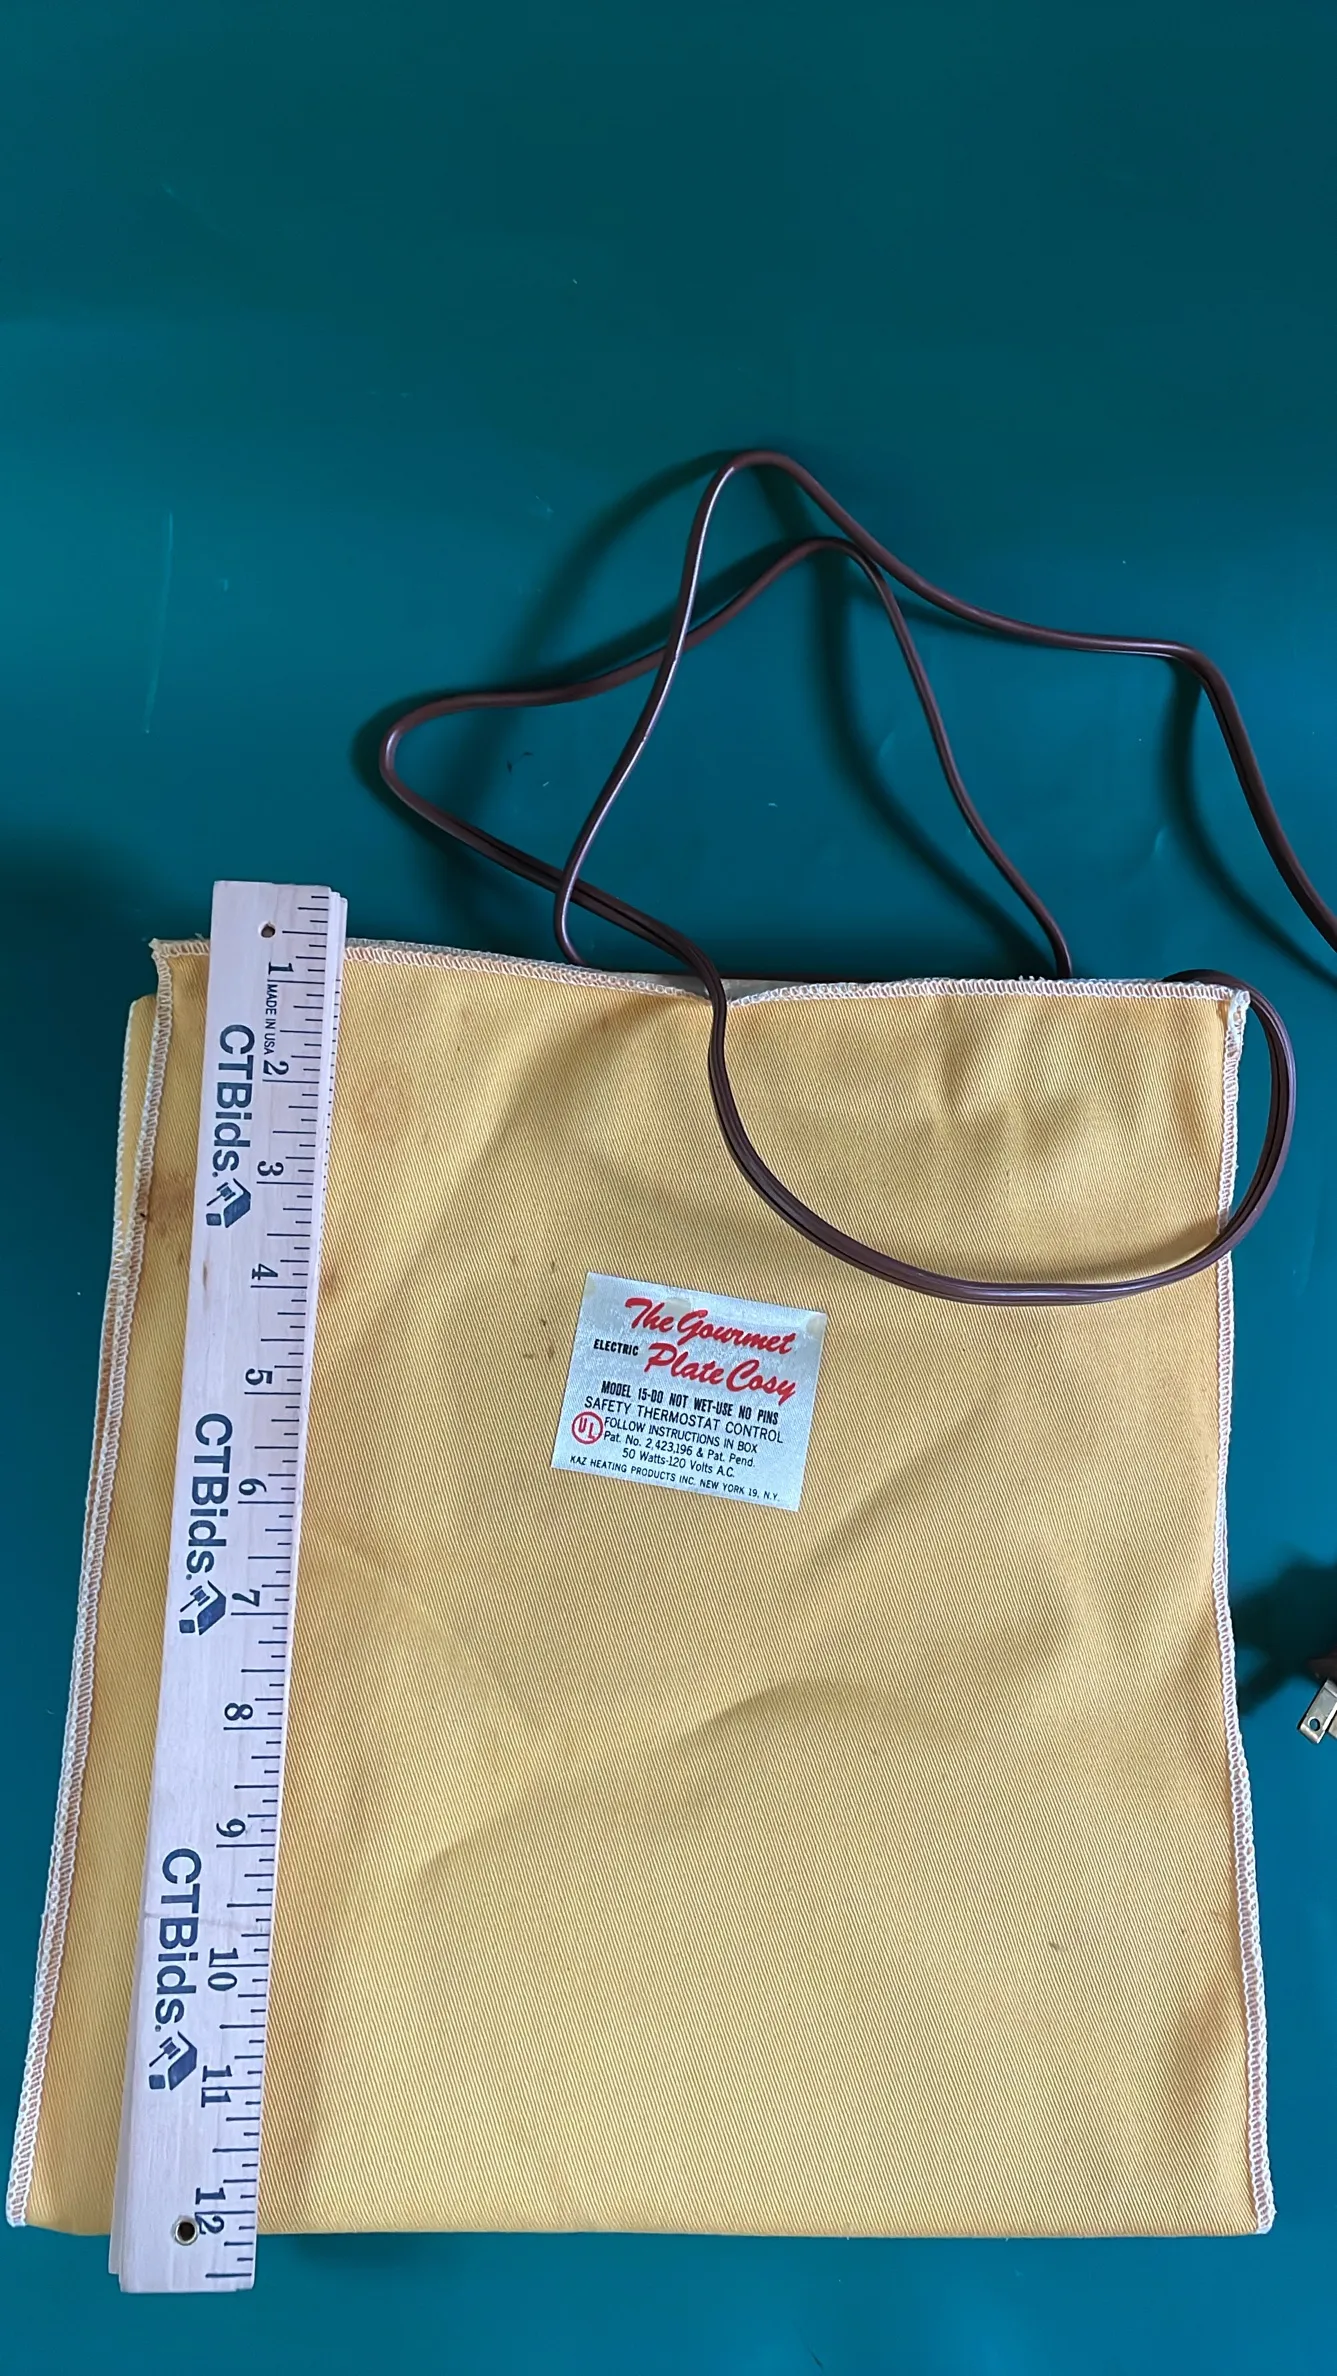 1
MADE IN USA
2
CTBids.
3
4
5
CTBids.
6
7
8
9
CTBids.
10
11
12
The Gourmet
ELECTRIC Plate Cosy
MODEL 15-DO NOT WET-USE NO PINS
SAFETY THERMOSTAT CONTROL
UL FOLLOW INSTRUCTIONS IN BOX
Pat. No. 2,423,196 & Pat. Pend.
50 Watts-120 Volts A.C.
KAZ HEATING PRODUCTS INC. NEW YORK 19, N.Y.